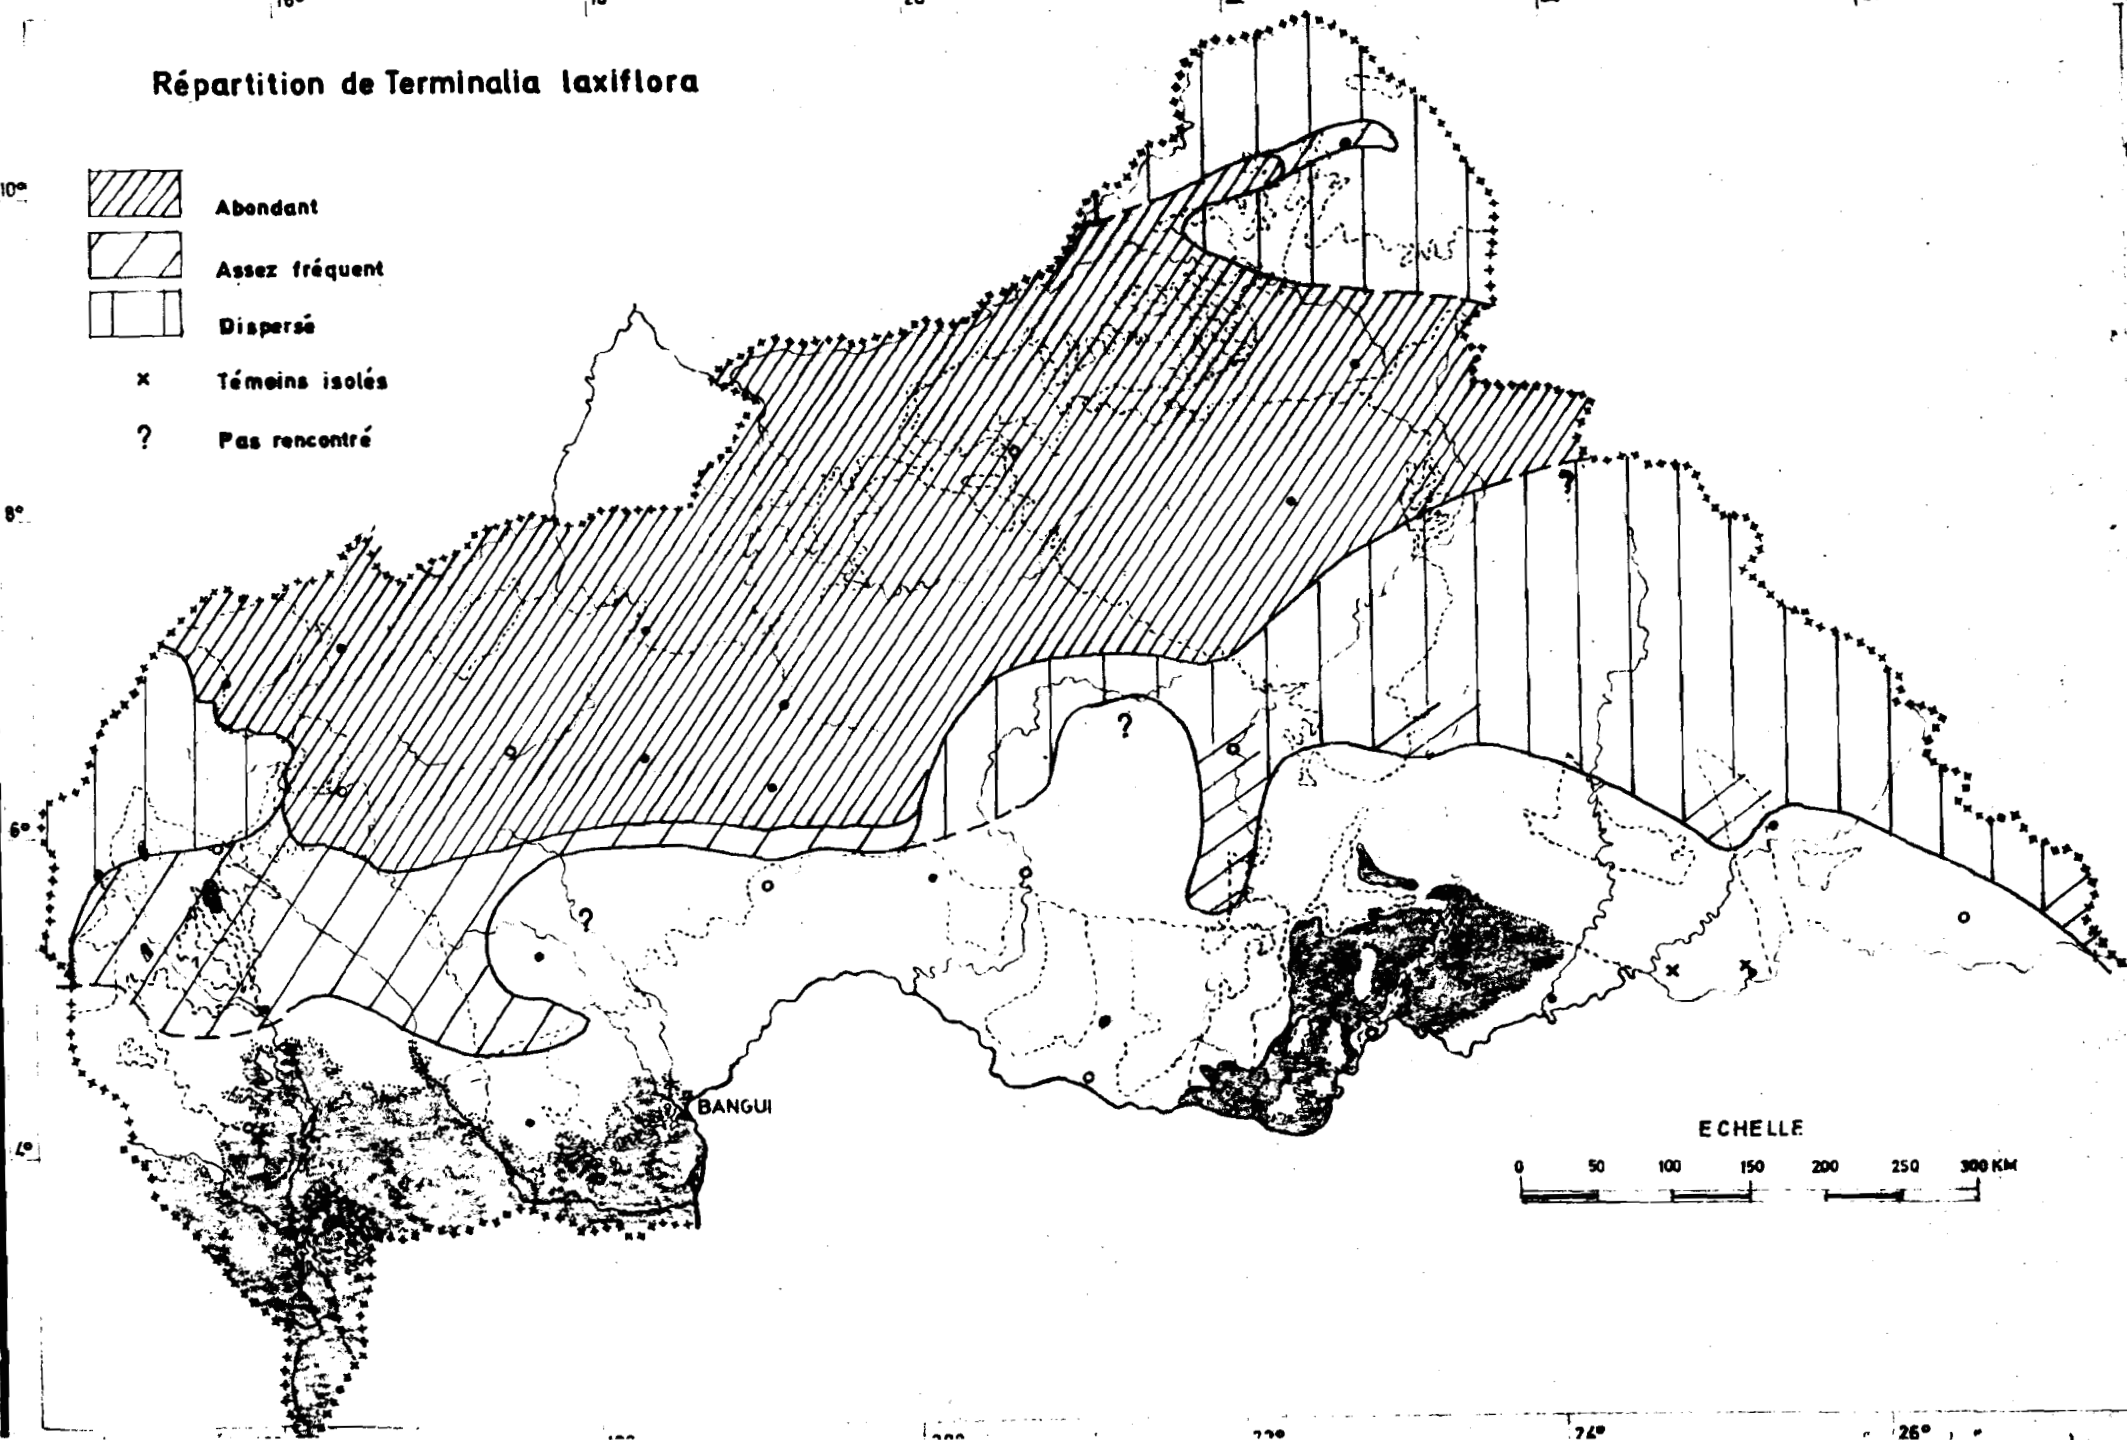 Répartition de Terminalia laxiflora
Abondant
Assez fréquent
Dispersé
x Témoins isolés
? Pas rencontré
10°
8°
6°
4°
?
?
?
?
BANGUI
ECHELLE
0 50 100 150 200 250 300 KM
24°
26°